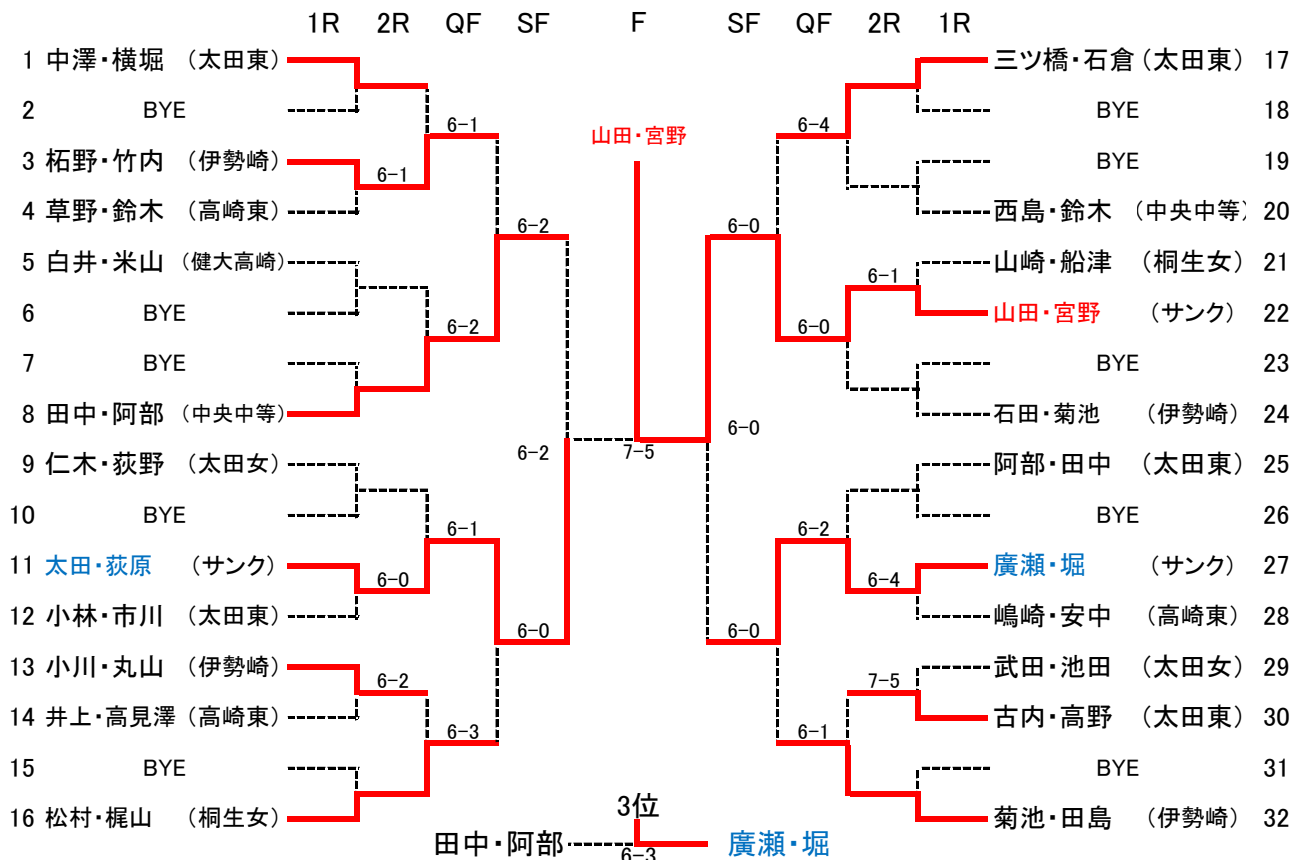 1R 2R QF SF F SF QF 2R 1R
1 中澤・横堀 （太田東） 三ツ橋・石倉（太田東） 17
2 BYE BYE 18
6-1 6-4
山田・宮野
3 柘野・竹内 （伊勢崎） BYE 19
6-1
4 草野・鈴木 （高崎東） 西島・鈴木 （中央中等） 20
6-2 6-0
5 白井・米山 （健大高崎） 山崎・船津 （桐生女） 21
6-1
6 BYE 山田・宮野 （サンク） 22
6-2 6-0
7 BYE BYE 23
8 田中・阿部 （中央中等） 石田・菊池 （伊勢崎） 24
6-0
6-2 7-5
9 仁木・荻野 （太田女） 阿部・田中 （太田東） 25
10 BYE BYE 26
6-1 6-2
11 太田・荻原 （サンク） 廣瀬・堀 （サンク） 27
6-0 6-4
12 小林・市川 （太田東） 嶋崎・安中 （高崎東） 28
6-0 6-0
13 小川・丸山 （伊勢崎） 武田・池田 （太田女） 29
6-2 7-5
14 井上・高見澤（高崎東） 古内・高野 （太田東） 30
6-3 6-1
15 BYE BYE 31
3位
16 松村・梶山 （桐生女） 菊池・田島 （伊勢崎） 32
田中・阿部 6-3 廣瀬・堀